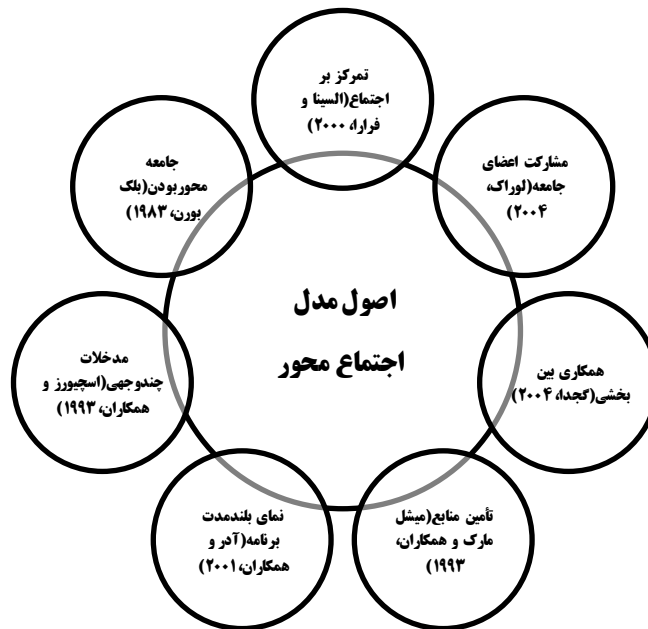 تمرکز بر
اجتماع(السینا و
فرارا، ۲۰۰۰)
مشارکت اعضای
جامعه(لوراک،
۲۰۰۴)
همکاری بین
بخشی(گجدا، ۲۰۰۴)
تأمین منابع(میشل
مارک و همکاران،
۱۹۹۳)
نمای بلندمدت
برنامه(آدر و
همکاران، ۲۰۰۱)
مدخلات
چندوجهی(اسچیورز و
همکاران، ۱۹۹۳)
جامعه
محوربودن(بلک
بورن، ۱۹۸۳)
اصول مدل
اجتماع محور